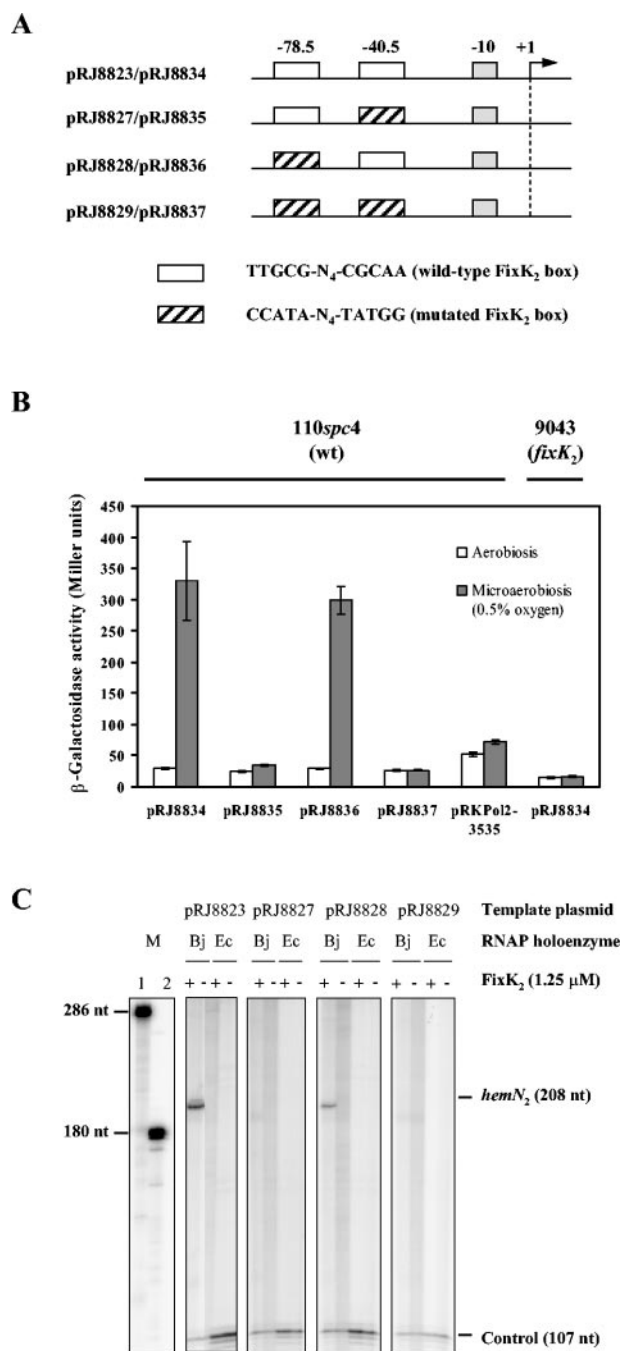 A
-78.5 -40.5 -10 +1
pRJ8823/pRJ8834
pRJ8827/pRJ8835
pRJ8828/pRJ8836
pRJ8829/pRJ8837
TTGCG-N4-CGCAA (wild-type FixK2 box)
CCATA-N4-TATGG (mutated FixK2 box)
B
110spc4 9043
(wt) (fixK2)
β-Galactosidase activity (Miller units)
450
400
350
300
250
200
150
100
50
0
Aerobiosis
Microaerobiosis
(0.5% oxygen)
pRJ8834 pRJ8835 pRJ8836 pRJ8837 pRKPol2- pRJ8834
3535
C
pRJ8823 pRJ8827 pRJ8828 pRJ8829 Template plasmid
M Bj Ec Bj Ec Bj Ec Bj Ec RNAP holoenzyme
1 2 + - + - + - + - + - + - + - + - FixK2 (1.25 µM)
286 nt
hemN2 (208 nt)
180 nt
Control (107 nt)